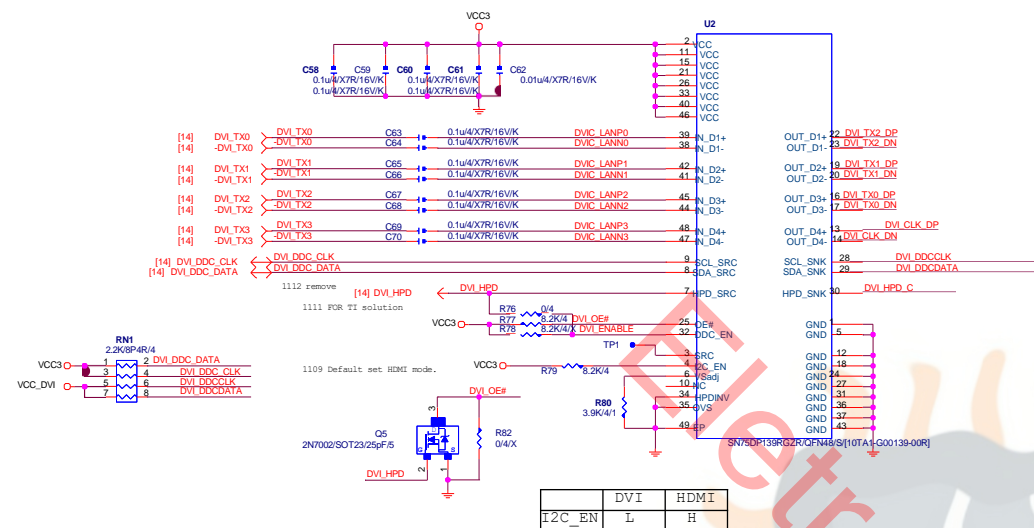 VCC3
U2
C58 C59 C60 C61 C62
0.1u/4/X7R/16V/K 0.1u/4/X7R/16V/K 0.01u/4/X7R/16V/K
0.1u/4/X7R/16V/K 0.1u/4/X7R/16V/K
2 VCC
11 VCC
15 VCC
21 VCC
26 VCC
33 VCC
40 VCC
46 VCC
[14] DVI_TX0 DVI_TX0 C63 0.1u/4/X7R/16V/K DVIC_LANP0 39 IN_D1+ OUT_D1+ 22 DVI_TX2_DP
[14] -DVI_TX0 -DVI_TX0 C64 DVIC_LANN0 38 IN_D1- OUT_D1- 23 DVI_TX2_DN
[14] DVI_TX1 DVI_TX1 C65 0.1u/4/X7R/16V/K DVIC_LANP1 42 IN_D2+ OUT_D2+ 19 DVI_TX1_DP
[14] -DVI_TX1 -DVI_TX1 C66 0.1u/4/X7R/16V/K DVIC_LANN1 41 IN_D2- OUT_D2- 20 DVI_TX1_DN
[14] DVI_TX2 DVI_TX2 C67 0.1u/4/X7R/16V/K DVIC_LANP2 45 IN_D3+ OUT_D3+ 16 DVI_TX0_DP
[14] -DVI_TX2 -DVI_TX2 C68 0.1u/4/X7R/16V/K DVIC_LANN2 44 IN_D3- OUT_D3- 17 DVI_TX0_DN
[14] DVI_TX3 DVI_TX3 C69 0.1u/4/X7R/16V/K DVIC_LANP3 48 IN_D4+ OUT_D4+ 13 DVI_CLK_DP
[14] -DVI_TX3 -DVI_TX3 C70 0.1u/4/X7R/16V/K DVIC_LANN3 47 IN_D4- OUT_D4- 14 DVI_CLK_DN
[14] DVI_DDC_CLK DVI_DDC_CLK 9 SCL_SRC SCL_SNK 28 DVI_DDCCLK
[14] DVI_DDC_DATA DVI_DDC_DATA 8 SDA_SRC SDA_SNK 29 DVI_DDCDATA
1112 remove
[14] DVI_HPD DVI_HPD 7 HPD_SRC HPD_SNK 30 DVI_HPD_C
1111 FOR TI solution
R76 0/4
VCC3 R77 8.2K/4 DVI_OE# 25 OE# GND 1
R78 8.2K/4/X DVI_ENABLE 32 DDC_EN GND 5
TP1 3 SRC GND 12
VCC3 R79 8.2K/4 4 I2C_EN GND 18
6 VSadj GND 24
10 NC GND 27
34 HPDINV GND 31
35 OVS GND 36
GND 37
49 EP GND 43
R80
3.9K/4/1
SN75DP139RGZR/QFN48/S/[10TA1-G00139-00R]
RN1
2.2K/8P4R/4
VCC3 1 2 DVI_DDC_DATA
3 4 DVI_DDC_CLK
VCC_DVI 5 6 DVI_DDCCLK
7 8 DVI_DDCDATA
1109 Default set HDMI mode.
DVI_OE#
3
Q5
2N7002/SOT23/25pF/5
G S
R82
0/4/X
DVI_HPD 2 1
DVI HDMI
I2C_EN L H